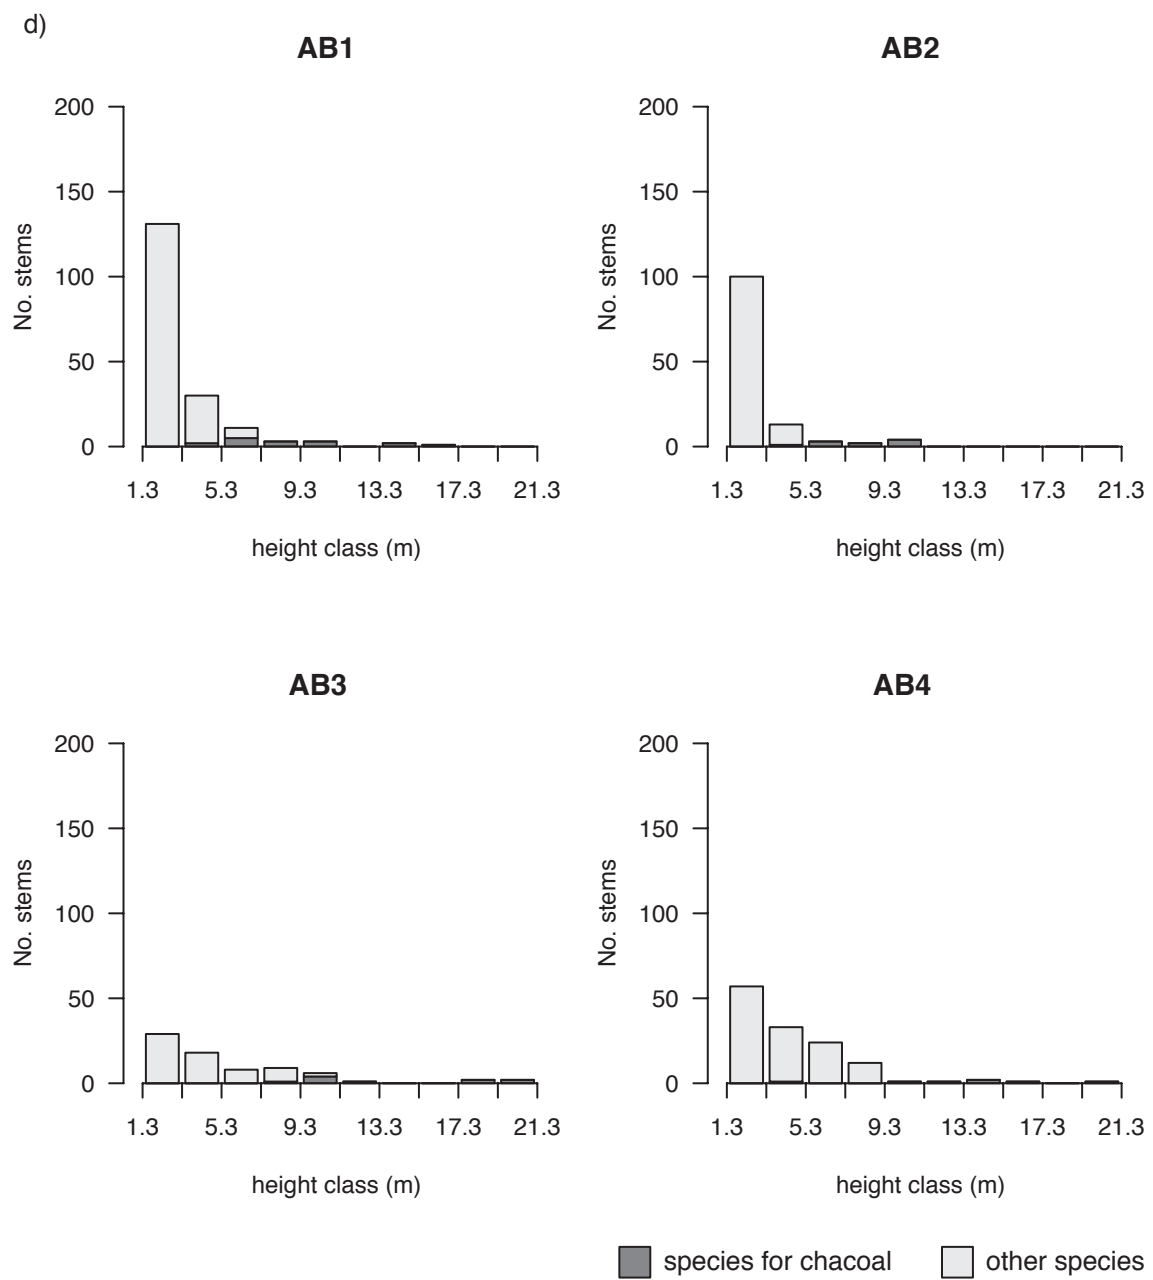 d)
AB1
AB2
200
150
100
50
0
No. stems
1.3 5.3 9.3 13.3 17.3 21.3
height class (m)
200
150
100
50
0
No. stems
1.3 5.3 9.3 13.3 17.3 21.3
height class (m)
AB3
AB4
200
150
100
50
0
No. stems
1.3 5.3 9.3 13.3 17.3 21.3
height class (m)
200
150
100
50
0
No. stems
1.3 5.3 9.3 13.3 17.3 21.3
height class (m)
species for chacoal
other species